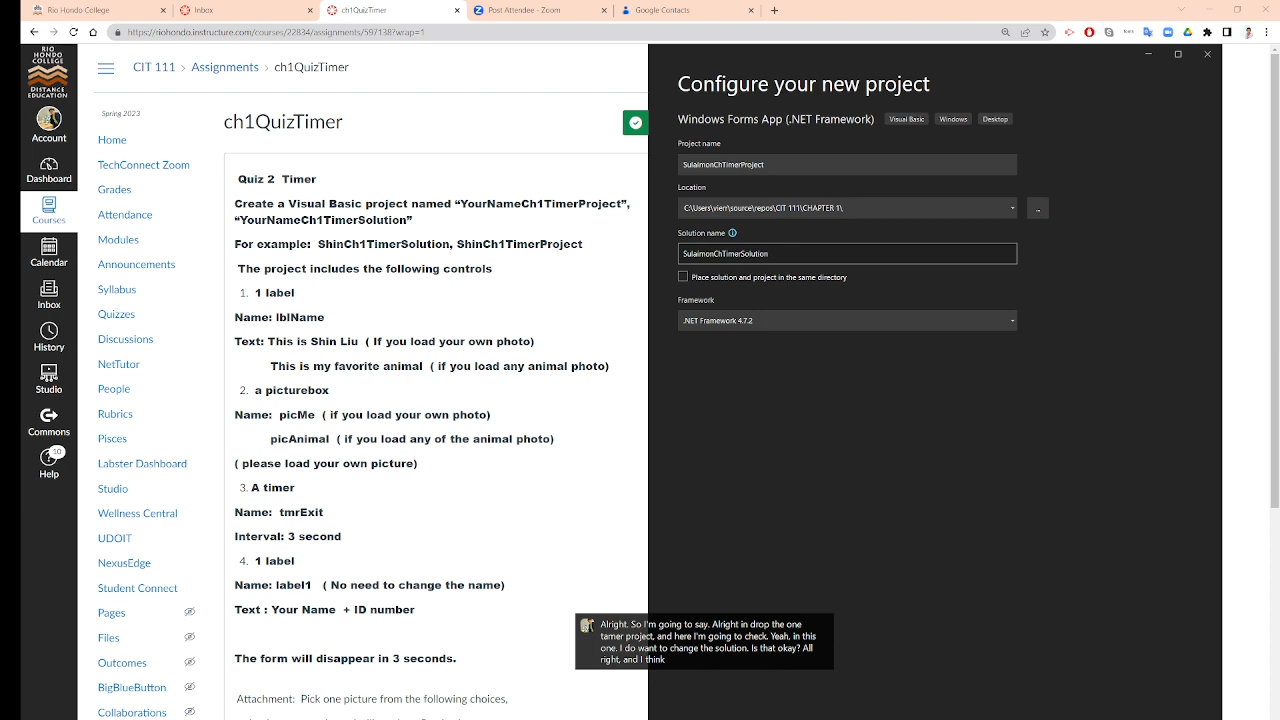 Rio Hondo College
Inbox
ch1QuizTimer
Post Attendee - Zoom
Google Contacts
https://riohondo.instructure.com/courses/22834/assignments/597138?wrap=1
RIO
HONDO
COLLEGE
DISTANCE
EDUCATION
Account
Dashboard
Courses
Calendar
Inbox
History
Studio
Commons
10
Help
CIT 111 > Assignments > ch1QuizTimer
Spring 2023
Home
TechConnect Zoom
Grades
Attendance
Modules
Announcements
Syllabus
Quizzes
Discussions
NetTutor
People
Rubrics
Pisces
Labster Dashboard
Studio
Wellness Central
UDOIT
NexusEdge
Student Connect
Pages
Files
Outcomes
BigBlueButton
Collaborations
ch1QuizTimer
Quiz 2 Timer
Create a Visual Basic project named “YourNameCh1TimerProject”,
“YourNameCh1TimerSolution”
For example: ShinCh1TimerSolution, ShinCh1TimerProject
The project includes the following controls
1. 1 label
Name: lblName
Text: This is Shin Liu ( If you load your own photo)
This is my favorite animal ( if you load any animal photo)
2. a picturebox
Name: picMe ( if you load your own photo)
picAnimal ( if you load any of the animal photo)
( please load your own picture)
3. A timer
Name: tmrExit
Interval: 3 second
4. 1 label
Name: label1 ( No need to change the name)
Text : Your Name + ID number
The form will disappear in 3 seconds.
Attachment: Pick one picture from the following choices,
Configure your new project
Windows Forms App (.NET Framework) Visual Basic Windows Desktop
Project name
SulaimonChTimerProject
Location
C:\Users\vien\source\repos\CIT 111\CHAPTER 1\
...
Solution name
SulaimonChTimerSolution
Place solution and project in the same directory
Framework
.NET Framework 4.7.2
Alright. So I'm going to say. Alright in drop the one
tamer project, and here I'm going to check. Yeah, in this
one. I do want to change the solution. Is that okay? All
right, and I think